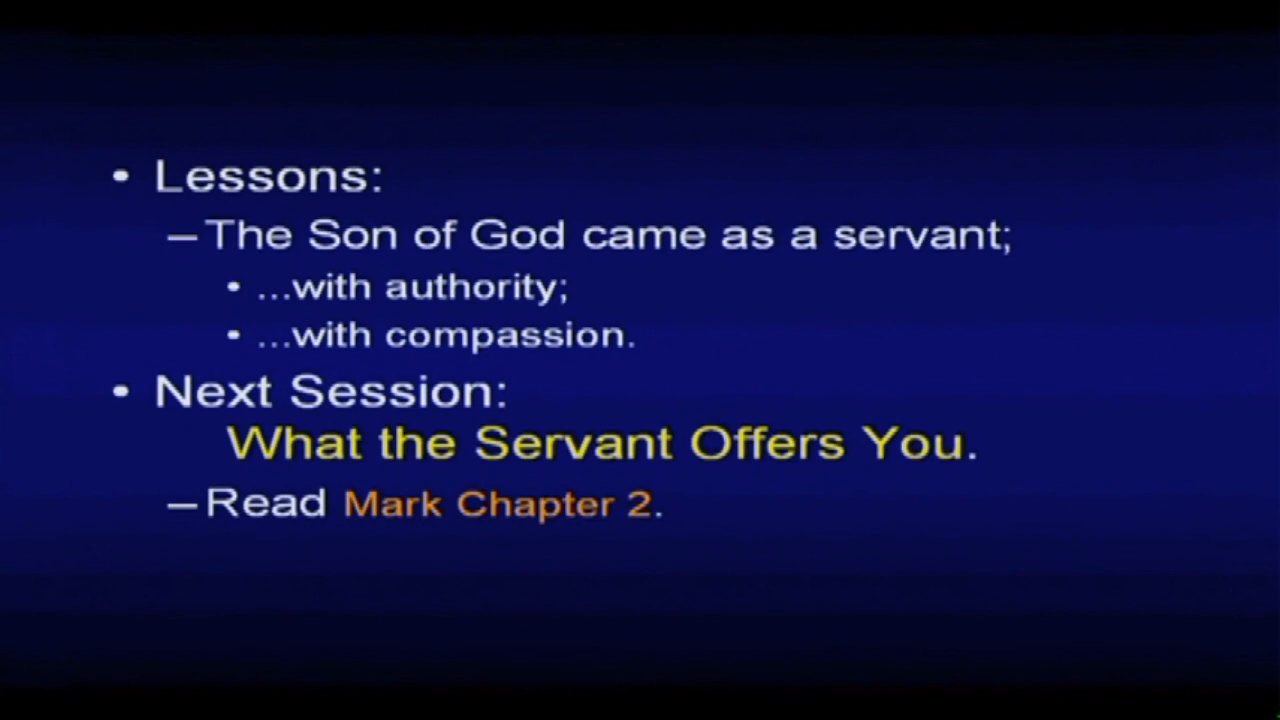 • Lessons:
– The Son of God came as a servant;
• ...with authority;
• ...with compassion.
• Next Session:
What the Servant Offers You.
– Read Mark Chapter 2.